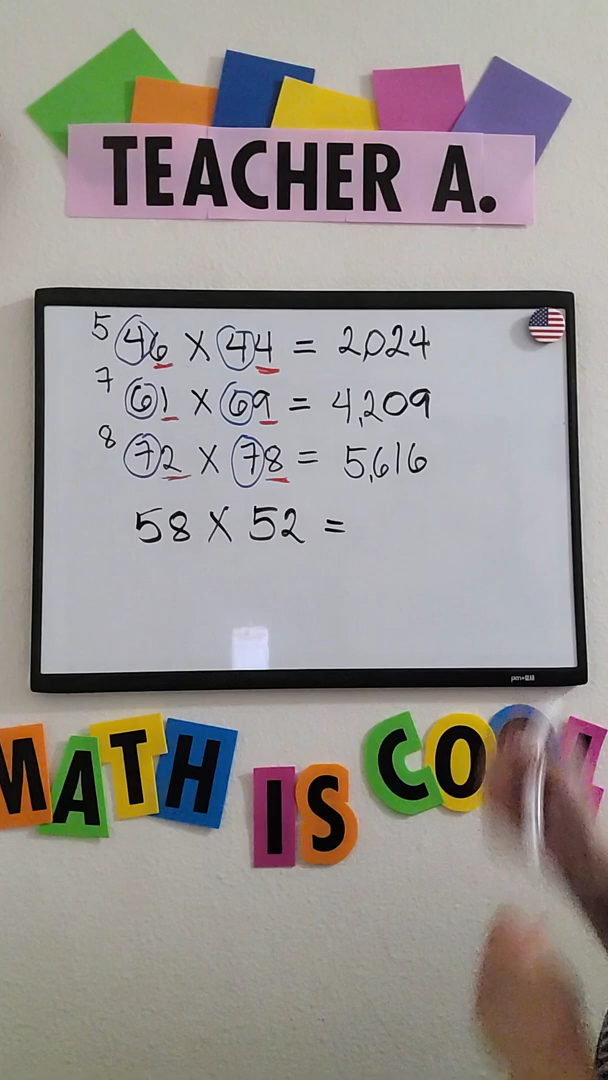 TEACHER A.
5 46 X 44 = 2,024
7 61 X 69 = 4,209
8 72 X 78 = 5,616
58 X 52 =
MATH IS CO